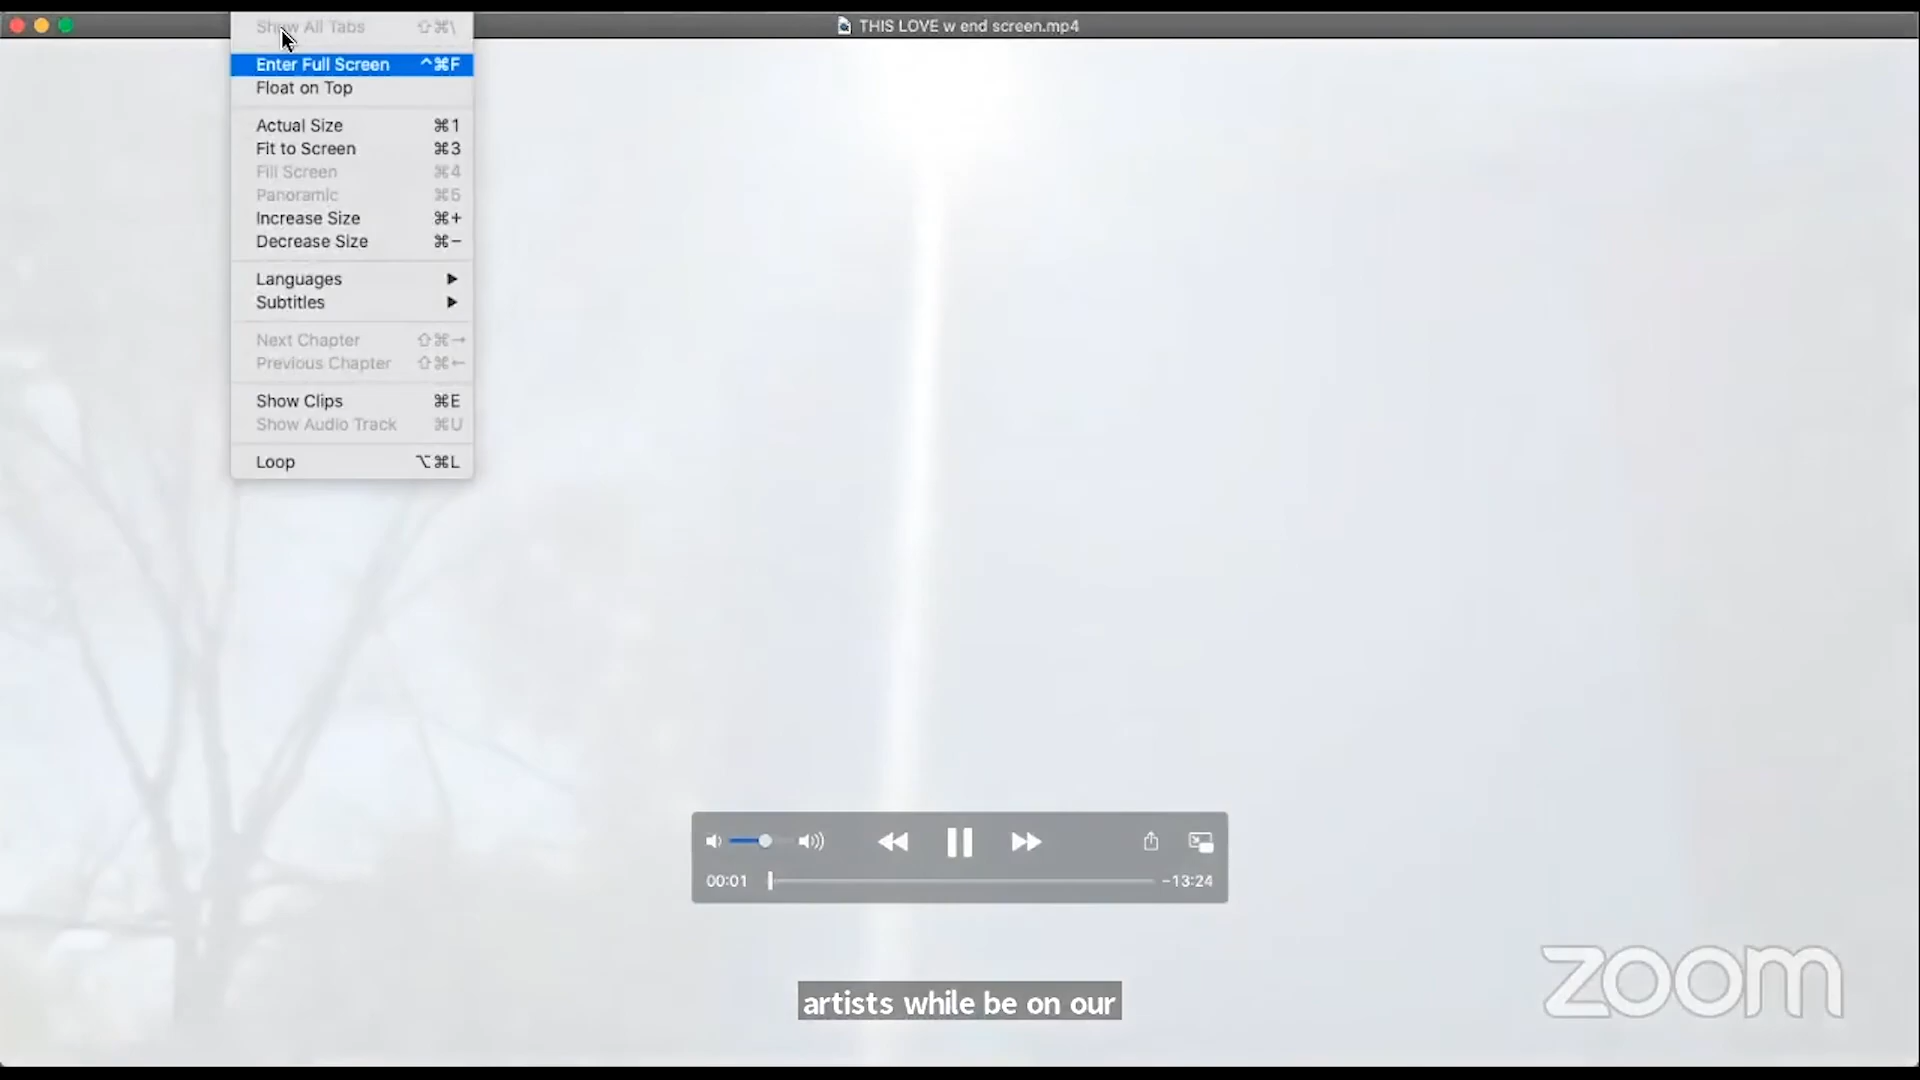 THIS LOVE w end screen.mp4
Show All Tabs ⇧⌘\
Enter Full Screen ^⌘F
Float on Top
Actual Size ⌘1
Fit to Screen ⌘3
Fill Screen ⌘4
Panoramic ⌘5
Increase Size ⌘+
Decrease Size ⌘−
Languages ▶
Subtitles ▶
Next Chapter ⇧⌘→
Previous Chapter ⇧⌘←
Show Clips ⌘E
Show Audio Track ⌘U
Loop ⌥⌘L
00:01
−13:24
zoom
artists while be on our